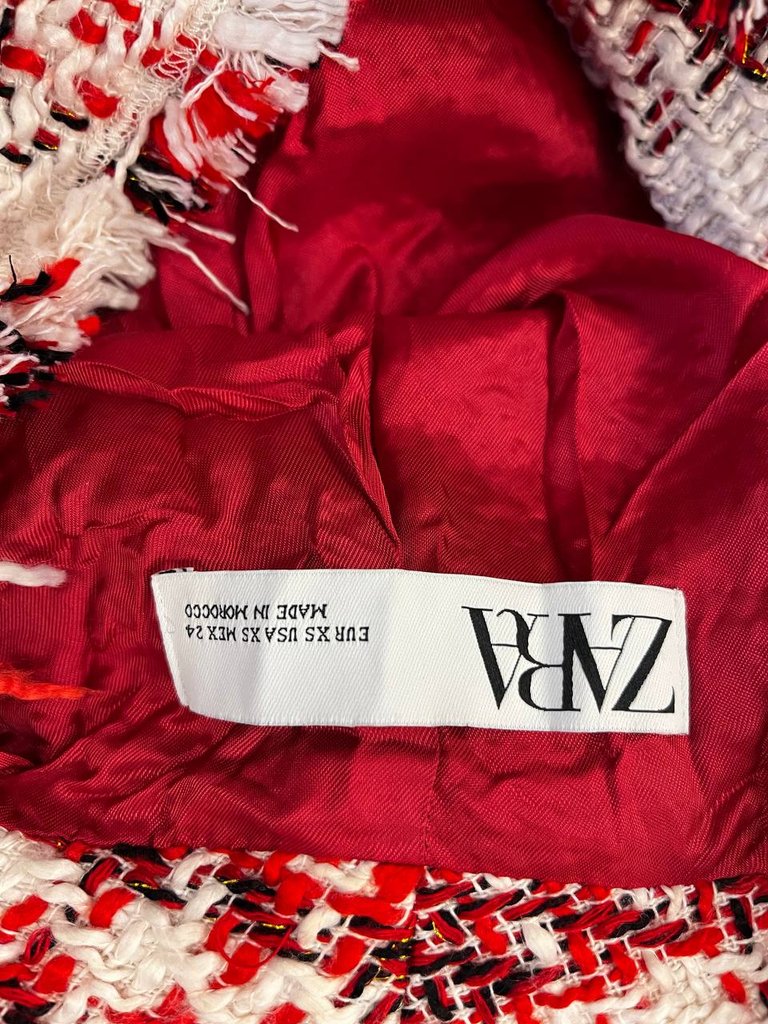 ZARA
EUR XS USA XS MEX 24
MADE IN MOROCCO